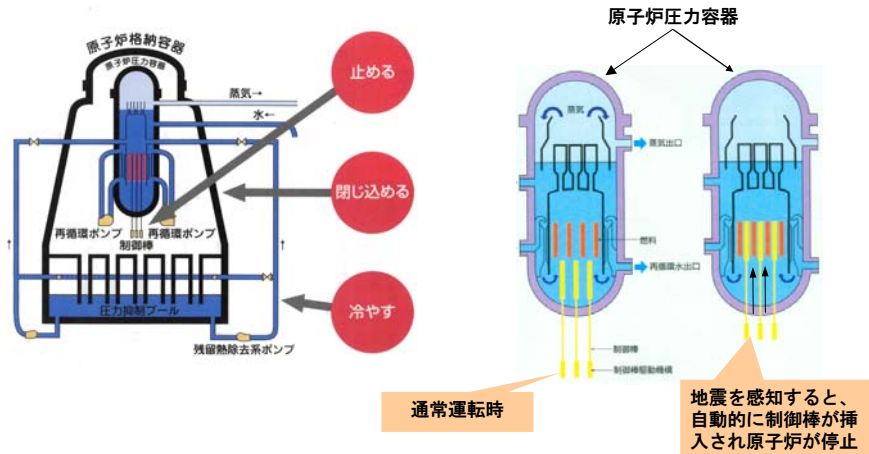 原子炉格納容器
原子炉圧力容器
蒸気→
水←
再循環ポンプ
再循環ポンプ
制御棒
圧力抑制プール
残留熱除去系ポンプ
↑
↑
止める
閉じ込める
冷やす
原子炉圧力容器
蒸気
蒸気出口
燃料
再循環水出口
制御棒
制御棒駆動機構
通常運転時
地震を感知すると、
自動的に制御棒が挿
入され原子炉が停止